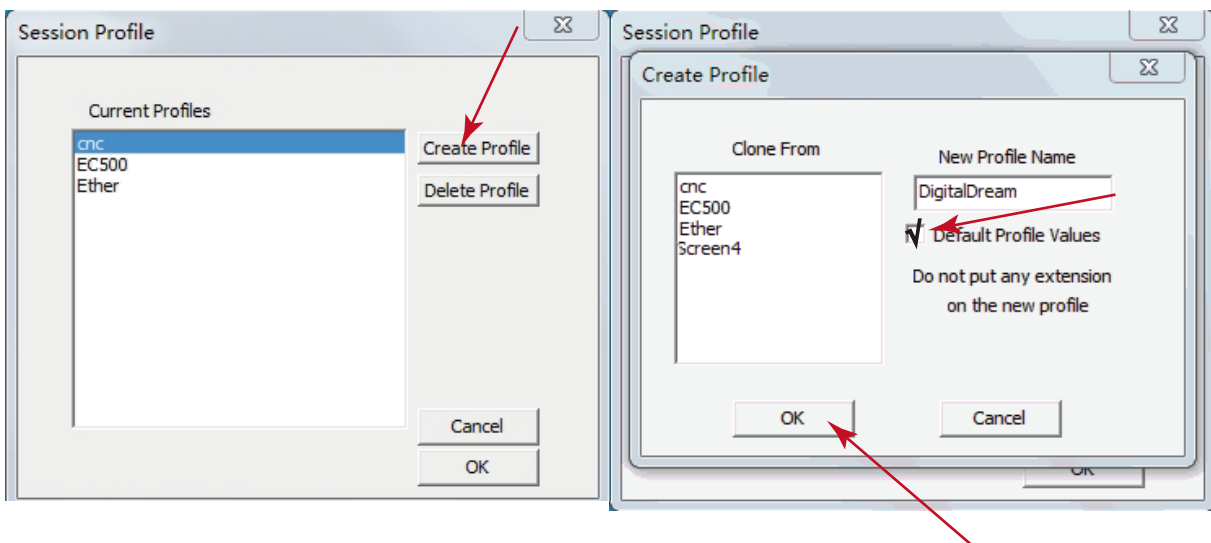 Session Profile
Current Profiles
cnc
EC500
Ether
Create Profile
Delete Profile
Cancel
OK
Session Profile
Create Profile
Clone From
cnc
EC500
Ether
Screen4
New Profile Name
DigitalDream
Default Profile Values
Do not put any extension
on the new profile
OK
Cancel
OK